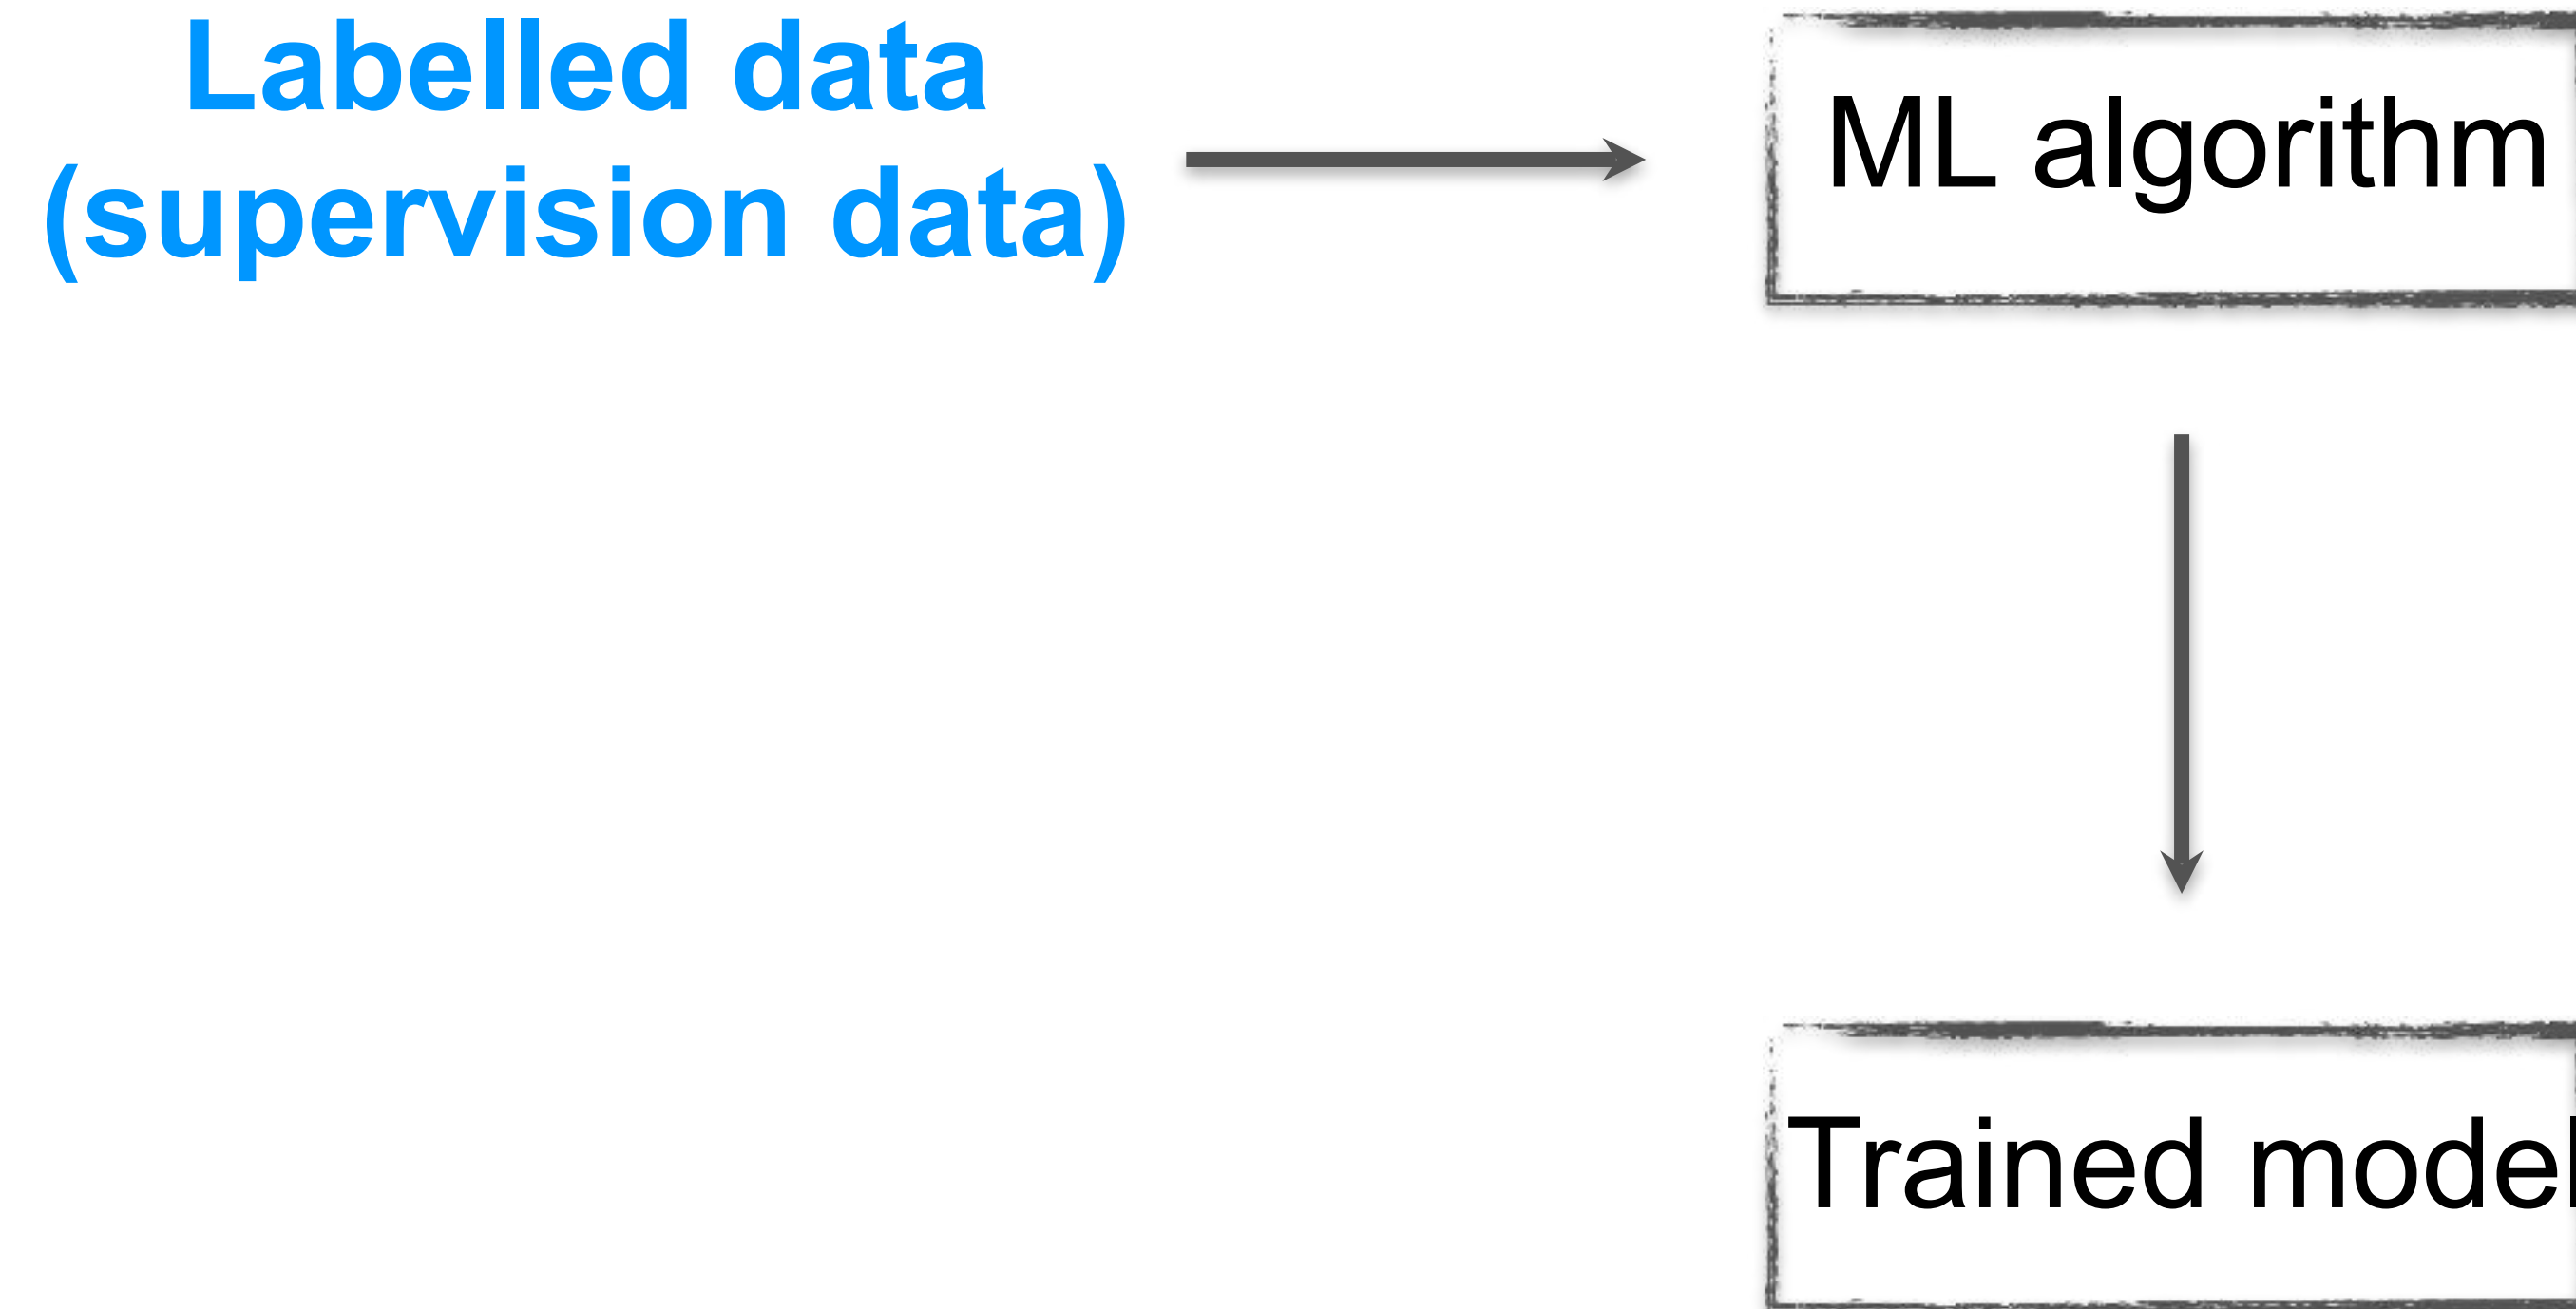 Labelled data
(supervision data)
ML algorithm
Trained model